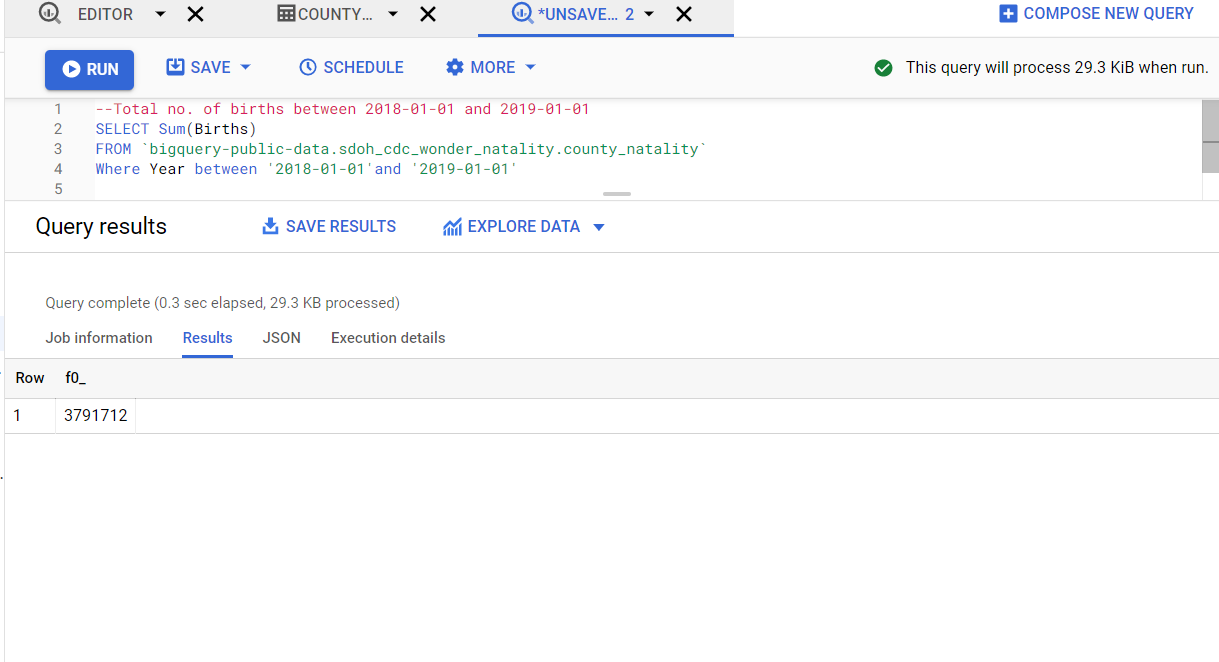 EDITOR COUNTY... *UNSAVE... 2 COMPOSE NEW QUERY
RUN SAVE SCHEDULE MORE This query will process 29.3 KiB when run.
1 --Total no. of births between 2018-01-01 and 2019-01-01
2 SELECT Sum(Births)
3 FROM `bigquery-public-data.sdoh_cdc_wonder_natality.county_natality`
4 Where Year between '2018-01-01'and '2019-01-01'
5
Query results SAVE RESULTS EXPLORE DATA
Query complete (0.3 sec elapsed, 29.3 KB processed)
Job information Results JSON Execution details
Row f0_
1 3791712